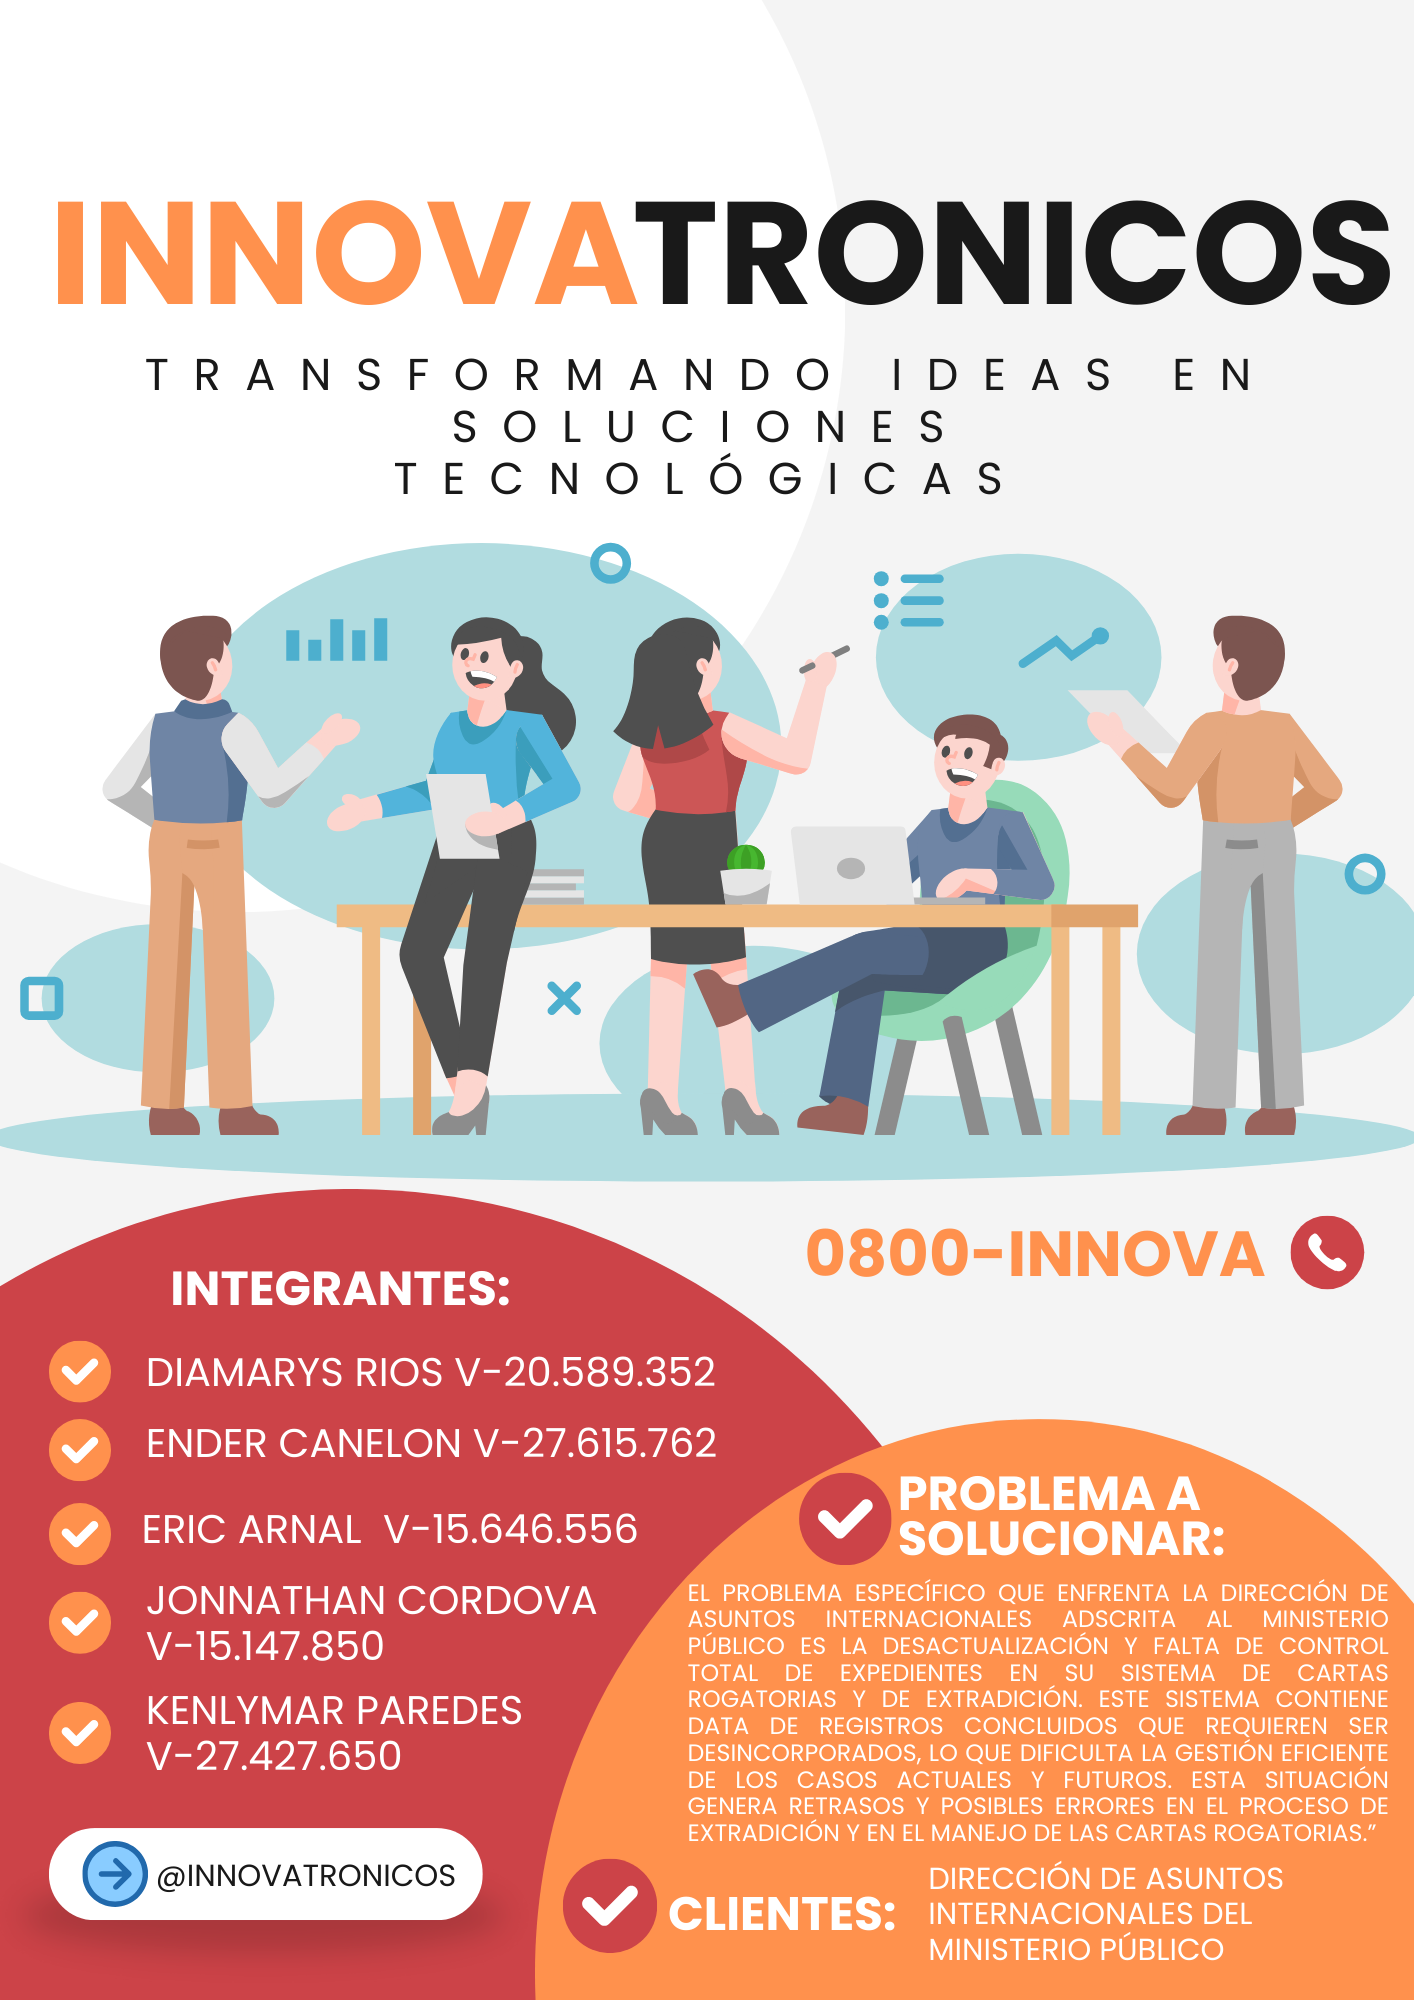 INNOVATRONICOS
TRANSFORMANDO IDEAS EN
SOLUCIONES
TECNOLÓGICAS
0800-INNOVA
INTEGRANTES:
DIAMARYS RIOS V-20.589.352
ENDER CANELON V-27.615.762
ERIC ARNAL V-15.646.556
JONNATHAN CORDOVA
V-15.147.850
KENLYMAR PAREDES
V-27.427.650
@INNOVATRONICOS
PROBLEMA A
SOLUCIONAR:
EL PROBLEMA ESPECÍFICO QUE ENFRENTA LA DIRECCIÓN DE
ASUNTOS INTERNACIONALES ADSCRITA AL MINISTERIO
PÚBLICO ES LA DESACTUALIZACIÓN Y FALTA DE CONTROL
TOTAL DE EXPEDIENTES EN SU SISTEMA DE CARTAS
ROGATORIAS Y DE EXTRADICIÓN. ESTE SISTEMA CONTIENE
DATA DE REGISTROS CONCLUIDOS QUE REQUIEREN SER
DESINCORPORADOS, LO QUE DIFICULTA LA GESTIÓN EFICIENTE
DE LOS CASOS ACTUALES Y FUTUROS. ESTA SITUACIÓN
GENERA RETRASOS Y POSIBLES ERRORES EN EL PROCESO DE
EXTRADICIÓN Y EN EL MANEJO DE LAS CARTAS ROGATORIAS.”
CLIENTES:
DIRECCIÓN DE ASUNTOS
INTERNACIONALES DEL
MINISTERIO PÚBLICO